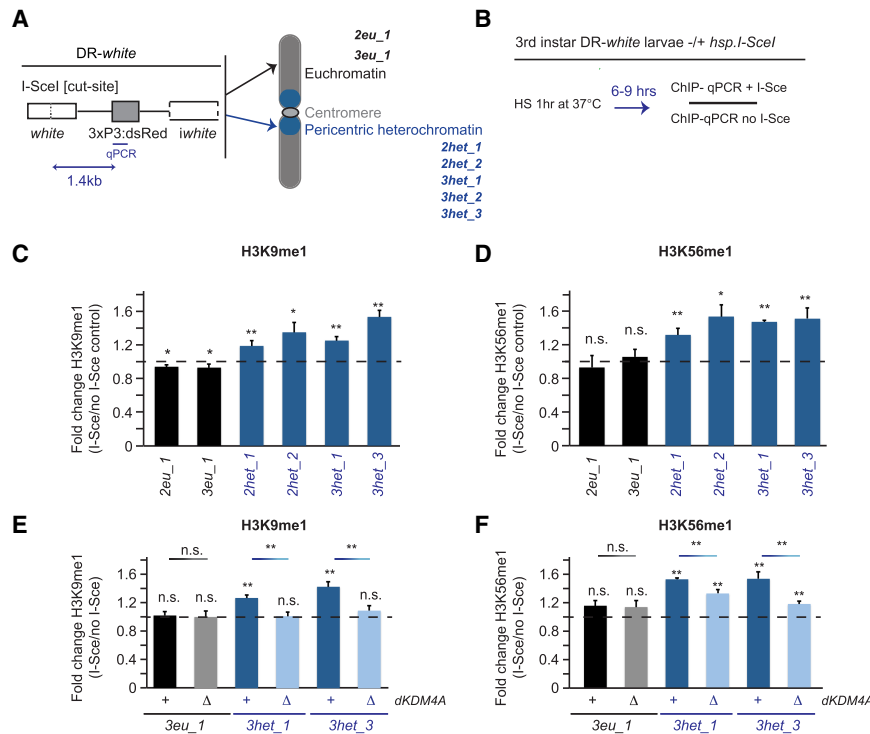 A
DR-white
I-SceI [cut-site]
white
3xP3:dsRed
iwhite
qPCR
1.4kb
2eu_1
3eu_1
Euchromatin
Centromere
Pericentric heterochromatin
2het_1
2het_2
3het_1
3het_2
3het_3
B
3rd instar DR-white larvae -/+ hsp.I-SceI
HS 1hr at 37°C
6-9 hrs
ChIP- qPCR + I-Sce
ChIP-qPCR no I-Sce
C
H3K9me1
Fold change H3K9me1
(I-Sce/no I-Sce control)
1.6
1.2
0.8
0.4
0
* * ** * ** **
2eu_1 3eu_1 2het_1 2het_2 3het_1 3het_3
D
H3K56me1
Fold change H3K56me1
(I-Sce/no I-Sce control)
1.6
1.2
0.8
0.4
0
n.s. n.s. ** * ** **
2eu_1 3eu_1 2het_1 2het_2 3het_1 3het_3
E
H3K9me1
Fold change H3K9me1
(I-Sce/no I-Sce)
1.6
1.2
0.8
0.4
0
n.s. ** **
n.s. n.s. ** n.s. ** n.s.
+ Δ + Δ + Δ dKDM4A
3eu_1 3het_1 3het_3
F
H3K56me1
Fold change H3K56me1
(I-Sce/no I-Sce)
1.6
1.2
0.8
0.4
0
n.s. ** **
n.s. n.s. ** ** ** **
+ Δ + Δ + Δ dKDM4A
3eu_1 3het_1 3het_3